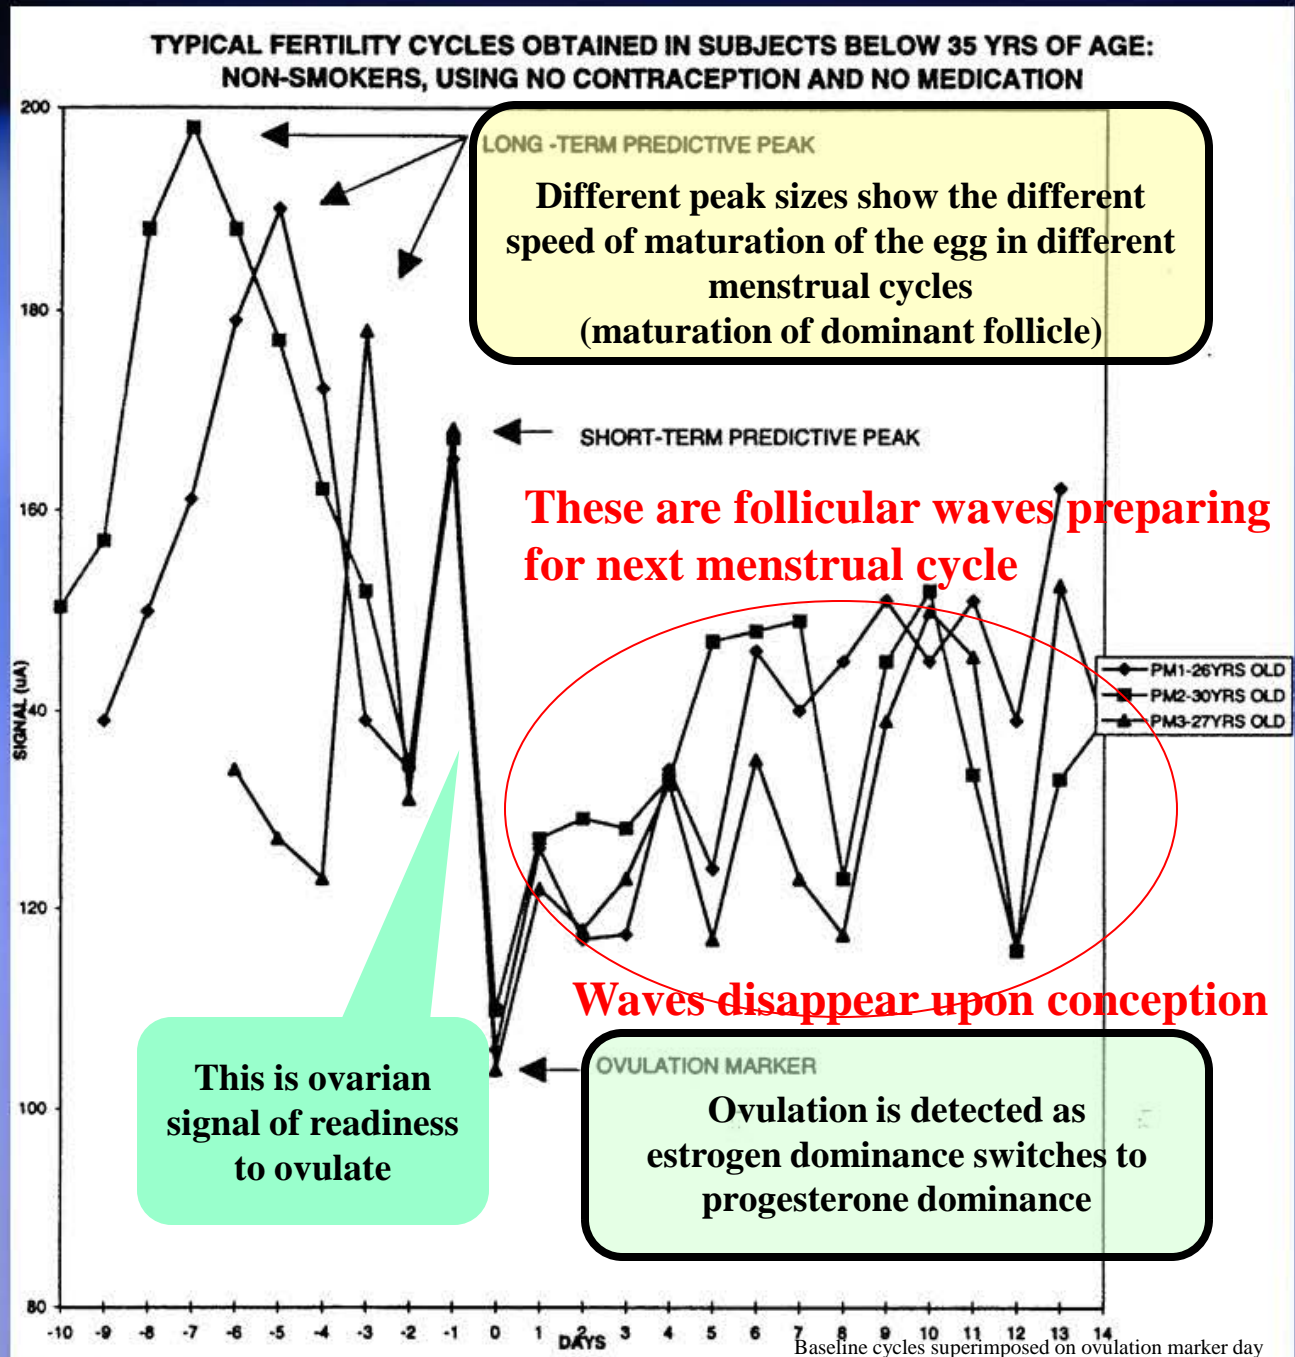 TYPICAL FERTILITY CYCLES OBTAINED IN SUBJECTS BELOW 35 YRS OF AGE:
NON-SMOKERS, USING NO CONTRACEPTION AND NO MEDICATION
200
180
160
140
120
100
80
SIGNAL (uA)
LONG -TERM PREDICTIVE PEAK
Different peak sizes show the different
speed of maturation of the egg in different
menstrual cycles
(maturation of dominant follicle)
SHORT-TERM PREDICTIVE PEAK
These are follicular waves preparing
for next menstrual cycle
PM1-26YRS OLD
PM2-30YRS OLD
PM3-27YRS OLD
Waves disappear upon conception
OVULATION MARKER
Ovulation is detected as
estrogen dominance switches to
progesterone dominance
This is ovarian
signal of readiness
to ovulate
-10 -9 -8 -7 -6 -5 -4 -3 -2 -1 0 1 2 3 4 5 6 7 8 9 10 11 12 13 14
DAYS
Baseline cycles superimposed on ovulation marker day